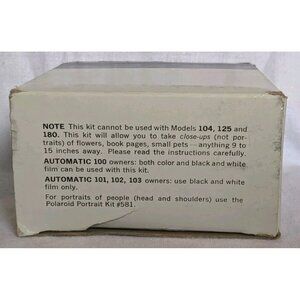 NOTE This kit cannot be used with Models 104, 125 and
180. This kit will allow you to take close-ups (not por-
traits) of flowers, book pages, small pets—anything 9 to
15 inches away. Please read the instructions carefully.
AUTOMATIC 100 owners: both color and black and white
film can be used with this kit.
AUTOMATIC 101, 102, 103 owners: use black and white
film only.
For portraits of people (head and shoulders) use the
Polaroid Portrait Kit #581.